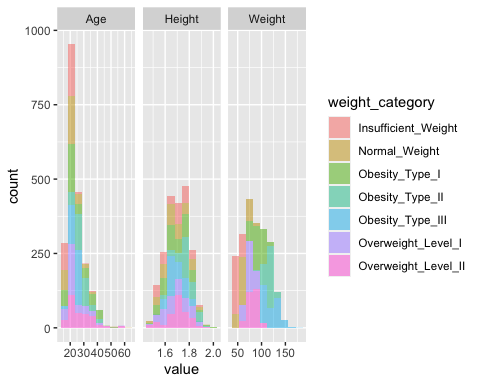 Age Height Weight
1000
750
500
250
0
count
2030405060 1.6 1.8 2.0 50 100 150
value
weight_category
Insufficient_Weight
Normal_Weight
Obesity_Type_I
Obesity_Type_II
Obesity_Type_III
Overweight_Level_I
Overweight_Level_II